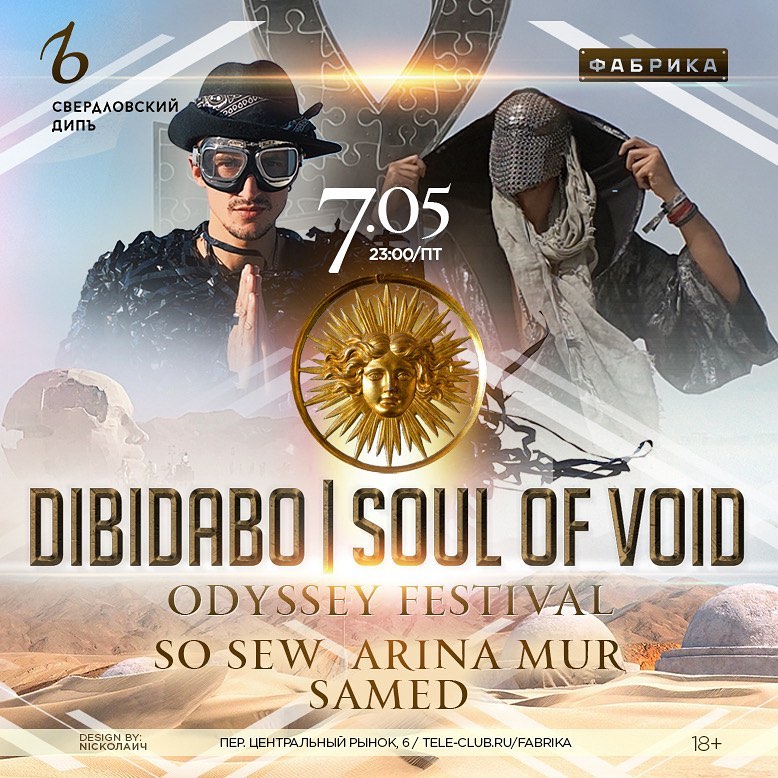 Ъ
СВЕРДЛОВСКИЙ
ДИПЪ
ФАБРИКА
7.05
23:00/ПТ
DIBIDABO | SOUL OF VOID
ODYSSEY FESTIVAL
SO SEW / ARINA MUR
SAMED
DESIGN BY:
NICKОЛАИЧ
ПЕР. ЦЕНТРАЛЬНЫЙ РЫНОК, 6 / TELE-CLUB.RU/FABRIKA
18+